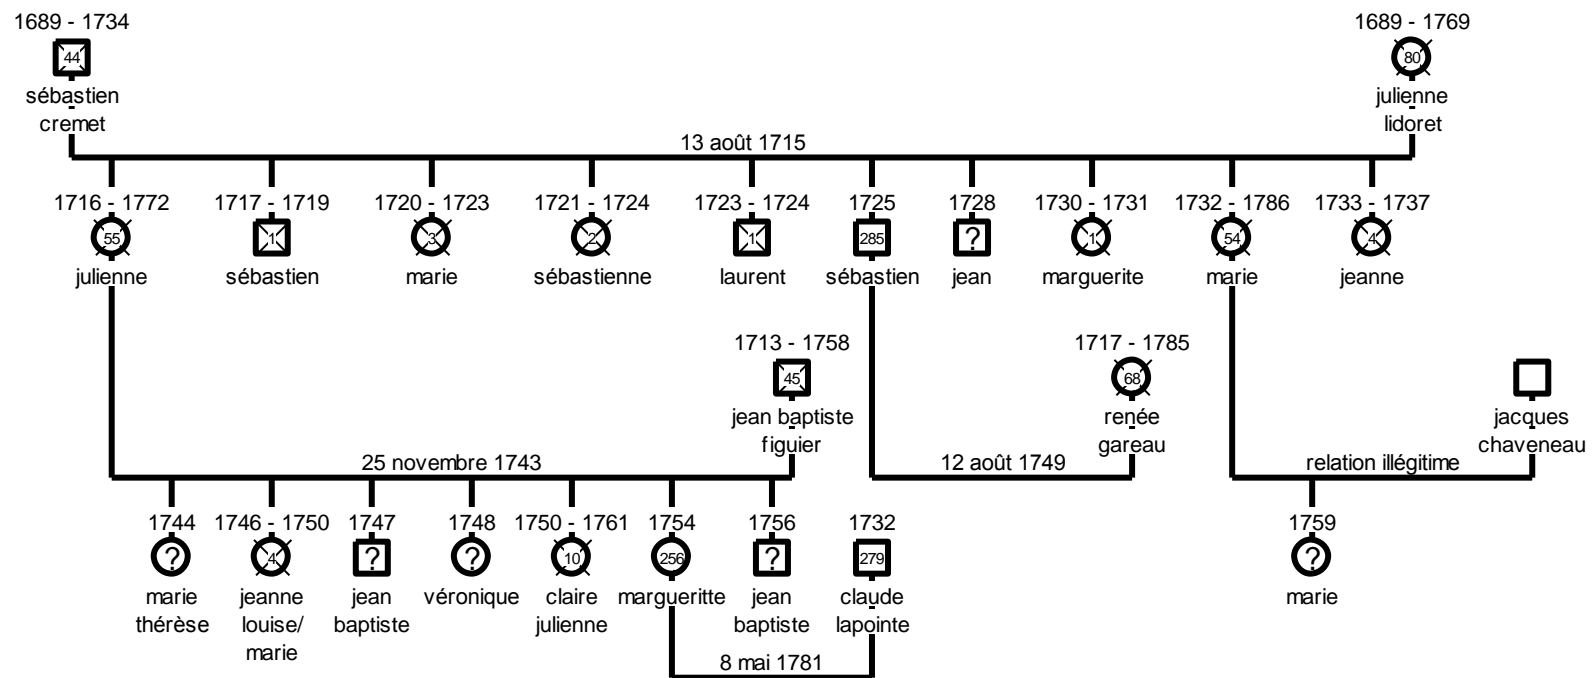 1689 - 1734 1689 - 1769
44 80
sébastien julienne
cremet lidoret
13 août 1715
1716 - 1772 1717 - 1719 1720 - 1723 1721 - 1724 1723 - 1724 1725 1728 1730 - 1731 1732 - 1786 1733 - 1737
55 1 3 2 1 285 ? 1 54 4
julienne sébastien marie sébastienne laurent sébastien jean marguerite marie jeanne
1713 - 1758 1717 - 1785
45 68
jean baptiste renée jacques
figuier gareau chaveneau
25 novembre 1743 12 août 1749 relation illégitime
1744 1746 - 1750 1747 1748 1750 - 1761 1754 1756 1732 1759
? 4 ? ? 10 256 ? 279 ?
marie jeanne jean véronique claire margueritte jean claude marie
thérèse louise/ baptiste julienne baptiste lapointe
marie
8 mai 1781